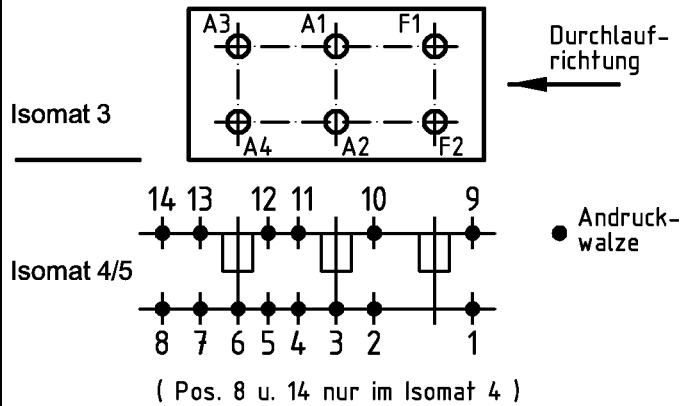 A3 A1 F1
Durchlauf-
richtung
Isomat 3
A4 A2 F2
14 13 12 11 10 9
Andruck-
walze
Isomat 4/5
8 7 6 5 4 3 2 1
( Pos. 8 u. 14 nur im Isomat 4 )